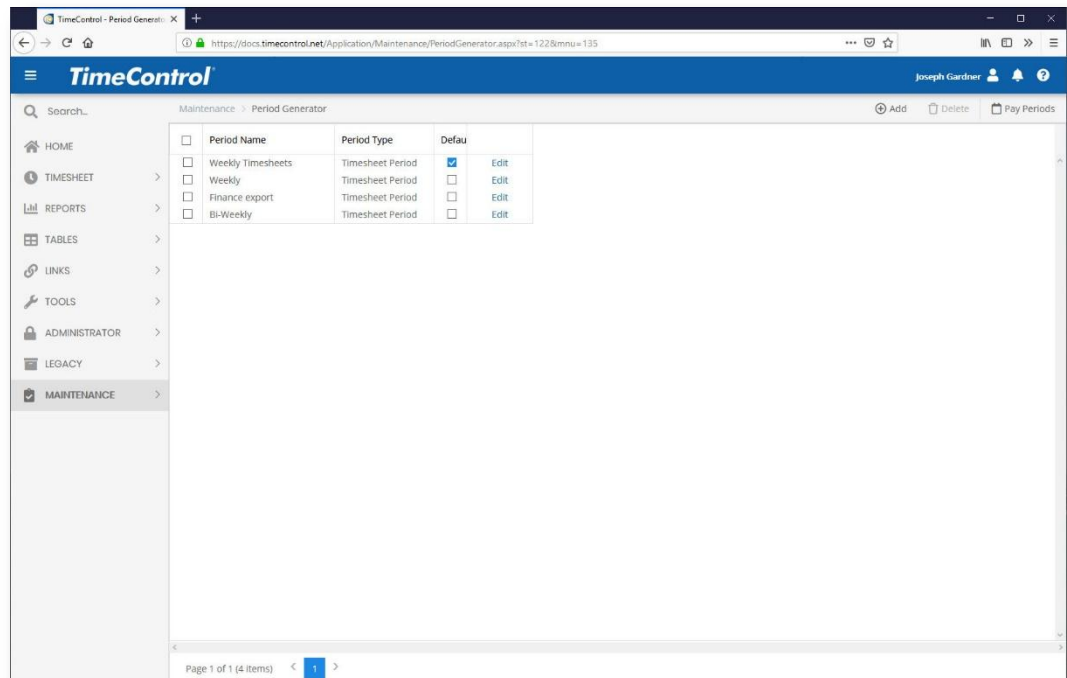 TimeControl - Period Generato
https://docs.timecontrol.net/Application/Maintenance/PeriodGenerator.aspx?st=122&mnu=135
TimeControl
Joseph Gardner
Search...
Maintenance > Period Generator
Add
Delete
Pay Periods
HOME
TIMESHEET
REPORTS
TABLES
LINKS
TOOLS
ADMINISTRATOR
LEGACY
MAINTENANCE
Period Name Period Type Defau
Weekly Timesheets Timesheet Period Edit
Weekly Timesheet Period Edit
Finance export Timesheet Period Edit
Bi-Weekly Timesheet Period Edit
Page 1 of 1 (4 items) < 1 >